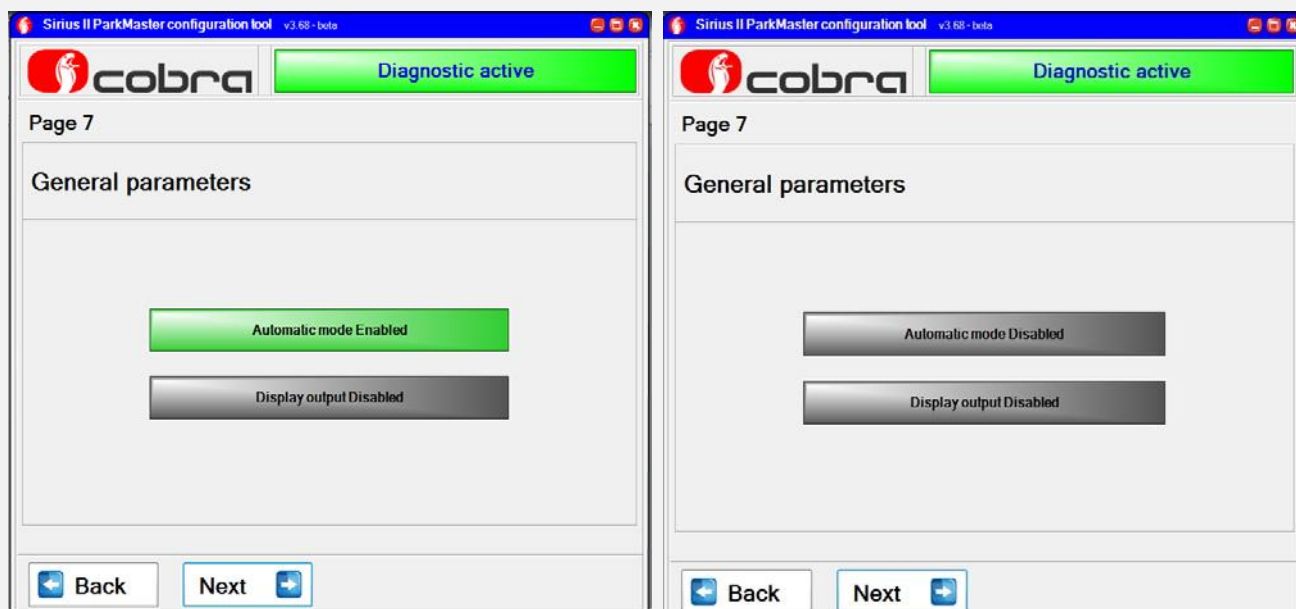 Sirius II ParkMaster configuration tool v3.68 - beta
cobra
Diagnostic active
Page 7
General parameters
Automatic mode Enabled
Display output Disabled
Back
Next
Sirius II ParkMaster configuration tool v3.68 - beta
cobra
Diagnostic active
Page 7
General parameters
Automatic mode Disabled
Display output Disabled
Back
Next